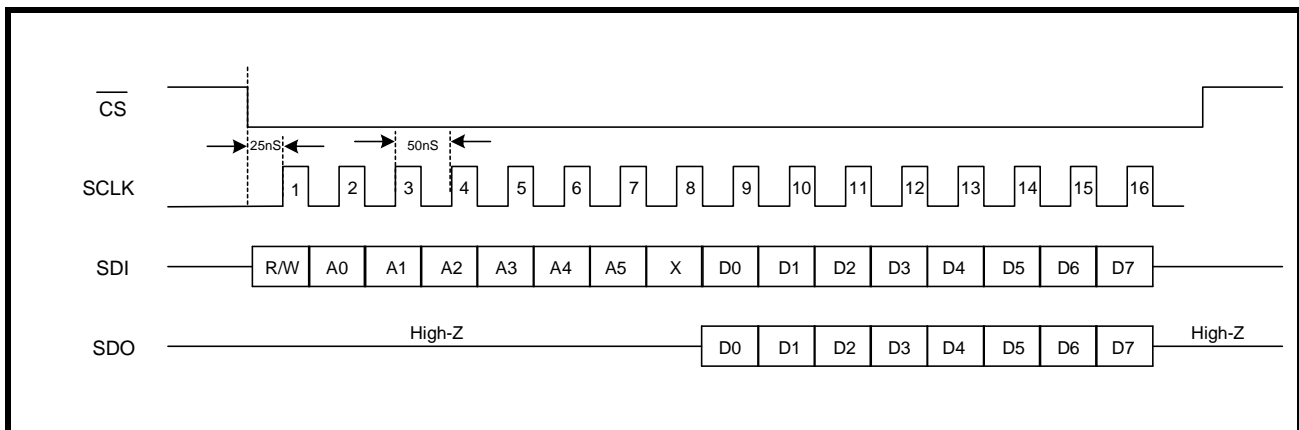 CS
25nS 50nS
SCLK 1 2 3 4 5 6 7 8 9 10 11 12 13 14 15 16
SDI R/W A0 A1 A2 A3 A4 A5 X D0 D1 D2 D3 D4 D5 D6 D7
SDO High-Z D0 D1 D2 D3 D4 D5 D6 D7 High-Z